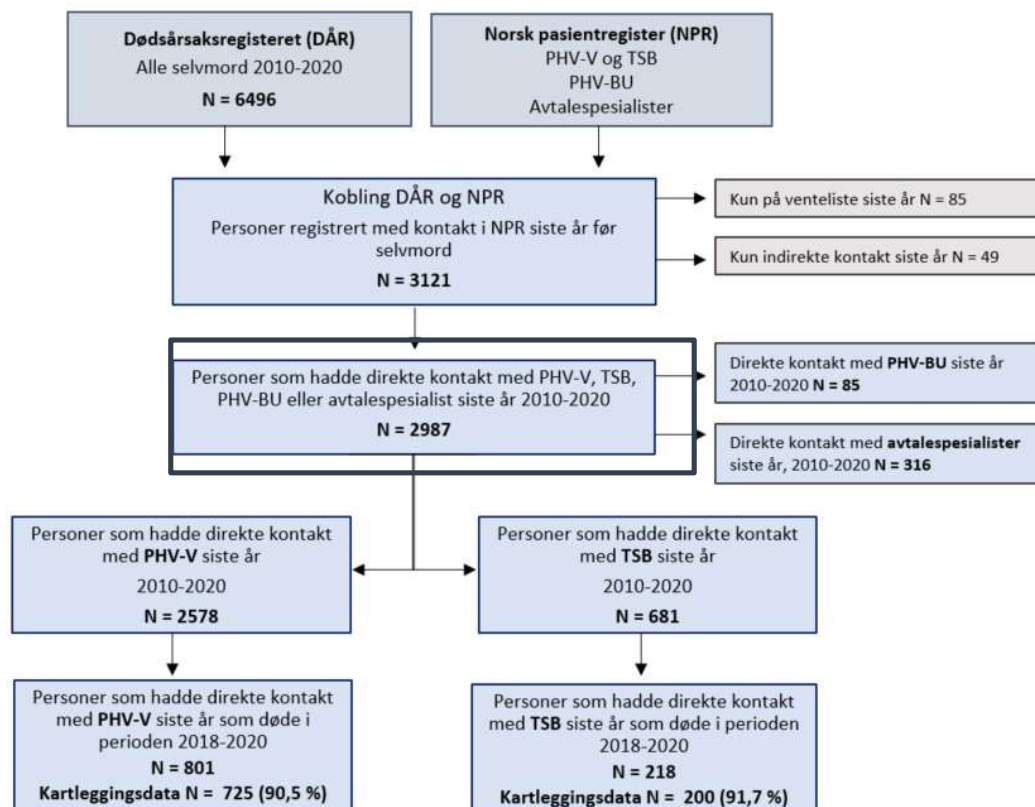 Dødsårsaksregisteret (DÅR)
Alle selvmord 2010-2020
N = 6496
Norsk pasientregister (NPR)
PHV-V og TSB
PHV-BU
Avtalespesialister
Kobling DÅR og NPR
Personer registrert med kontakt i NPR siste år før
selvmord
N = 3121
Kun på venteliste siste år N = 85
Kun indirekte kontakt siste år N = 49
Personer som hadde direkte kontakt med PHV-V, TSB,
PHV-BU eller avtalespesialist siste år 2010-2020
N = 2987
Direkte kontakt med PHV-BU siste år
2010-2020 N = 85
Direkte kontakt med avtalespesialister
siste år, 2010-2020 N = 316
Personer som hadde direkte kontakt
med PHV-V siste år
2010-2020
N = 2578
Personer som hadde direkte kontakt
med TSB siste år
2010-2020
N = 681
Personer som hadde direkte kontakt
med PHV-V siste år som døde i
perioden 2018-2020
N = 801
Kartleggingsdata N = 725 (90,5 %)
Personer som hadde direkte kontakt
med TSB siste år som døde i perioden
2018-2020
N = 218
Kartleggingsdata N = 200 (91,7 %)